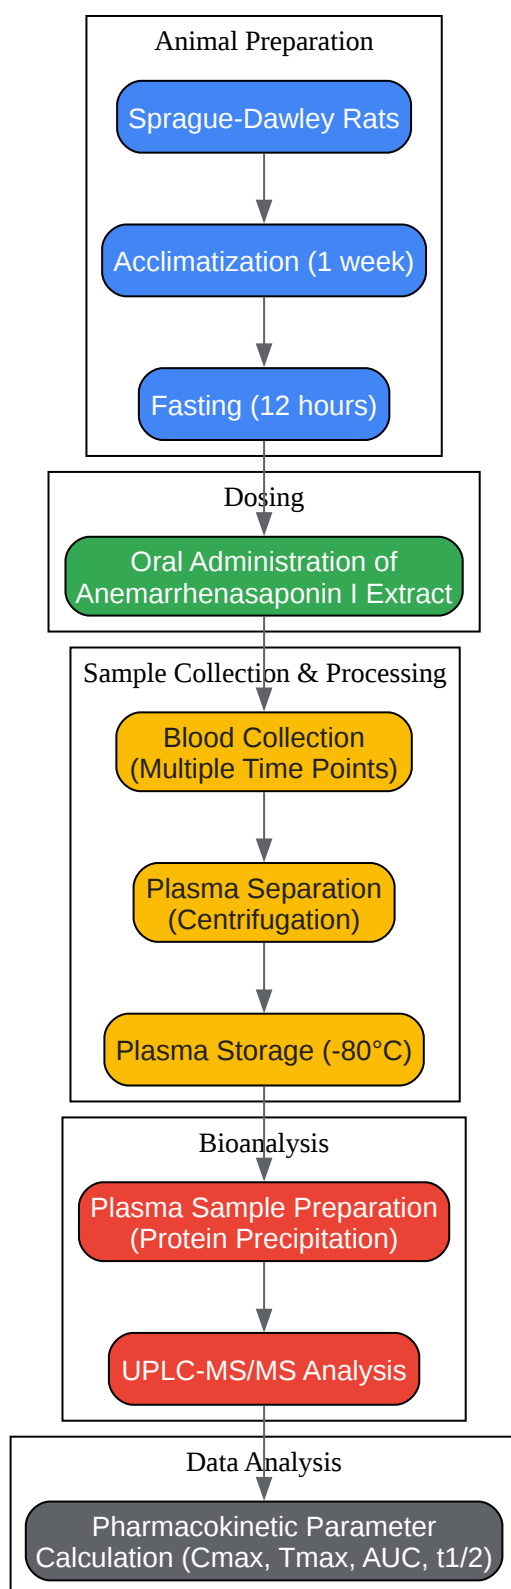 Animal Preparation
Sprague-Dawley Rats
Acclimatization (1 week)
Fasting (12 hours)
Dosing
Oral Administration of
Anemarrhenasaponin I Extract
Sample Collection & Processing
Blood Collection
(Multiple Time Points)
Plasma Separation
(Centrifugation)
Plasma Storage (-80°C)
Bioanalysis
Plasma Sample Preparation
(Protein Precipitation)
UPLC-MS/MS Analysis
Data Analysis
Pharmacokinetic Parameter
Calculation (Cmax, Tmax, AUC, t1/2)